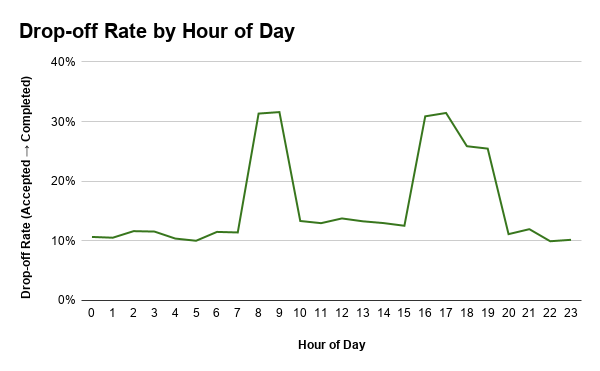 Drop-off Rate by Hour of Day
Drop-off Rate (Accepted → Completed)
40%
30%
20%
10%
0%
0 1 2 3 4 5 6 7 8 9 10 11 12 13 14 15 16 17 18 19 20 21 22 23
Hour of Day